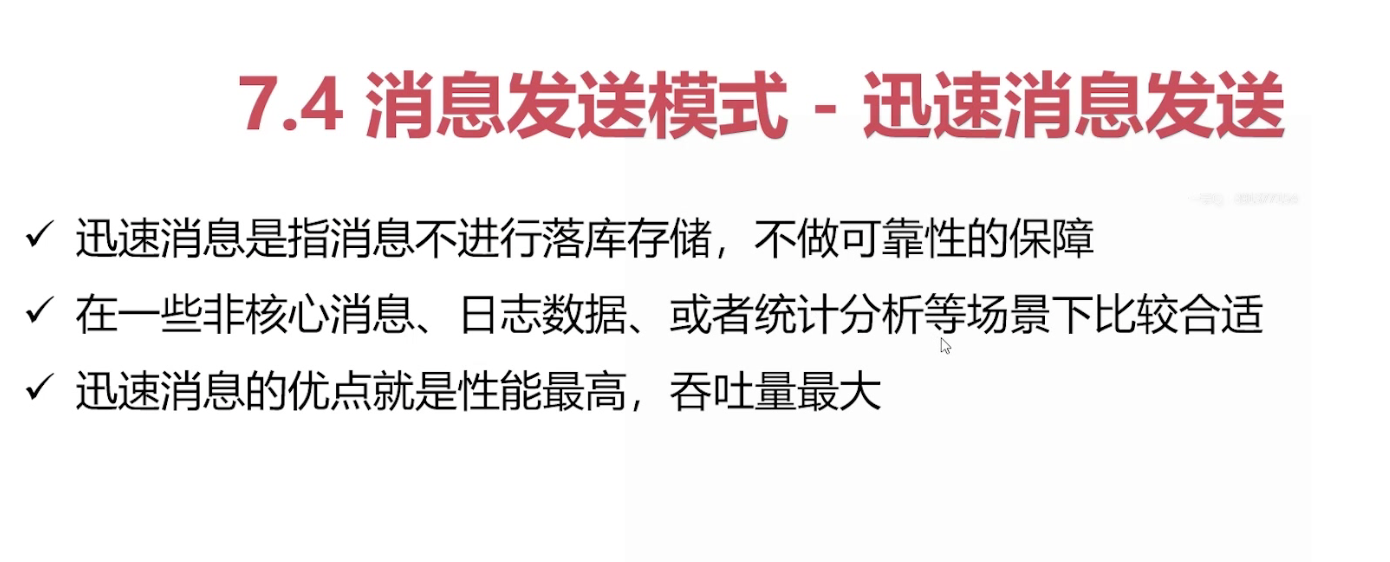 7.4 消息发送模式 - 迅速消息发送
✓ 迅速消息是指消息不进行落库存储，不做可靠性的保障
✓ 在一些非核心消息、日志数据、或者统计分析等场景下比较合适
✓ 迅速消息的优点就是性能最高，吞吐量最大